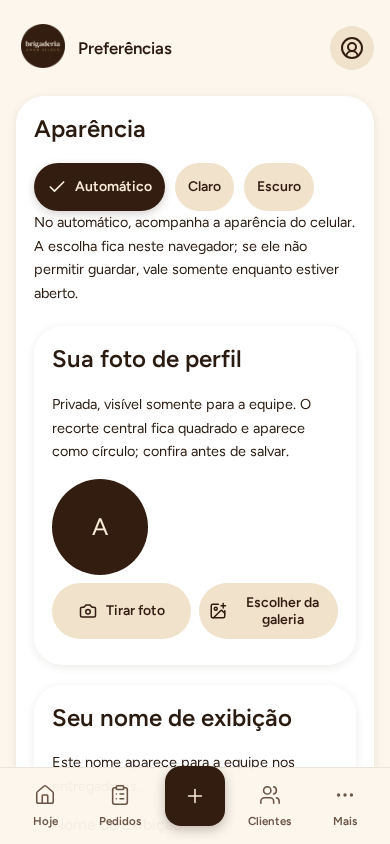 brigaderia
Preferências
Aparência
Automático
Claro
Escuro
No automático, acompanha a aparência do celular.
A escolha fica neste navegador; se ele não
permitir guardar, vale somente enquanto estiver
aberto.
Sua foto de perfil
Privada, visível somente para a equipe. O
recorte central fica quadrado e aparece
como círculo; confira antes de salvar.
A
Tirar foto
Escolher da
galeria
Seu nome de exibição
Este nome aparece para a equipe nos
Hoje
Pedidos
Clientes
Mais